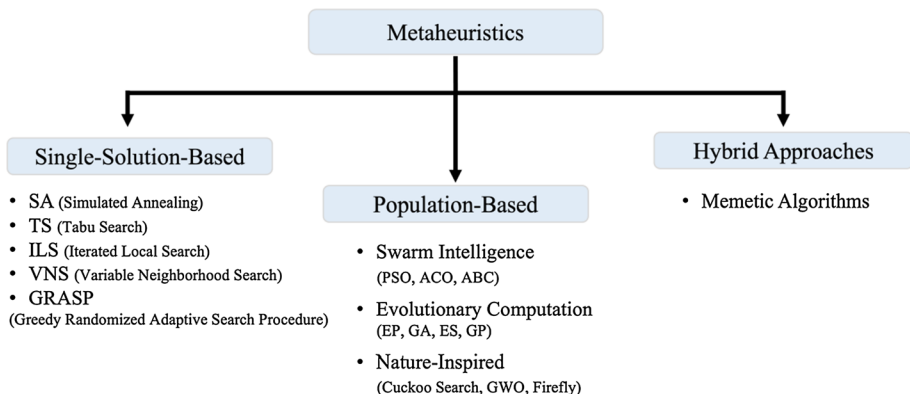 Metaheuristics
Single-Solution-Based
• SA (Simulated Annealing)
• TS (Tabu Search)
• ILS (Iterated Local Search)
• VNS (Variable Neighborhood Search)
• GRASP
(Greedy Randomized Adaptive Search Procedure)
Population-Based
• Swarm Intelligence
(PSO, ACO, ABC)
• Evolutionary Computation
(EP, GA, ES, GP)
• Nature-Inspired
(Cuckoo Search, GWO, Firefly)
Hybrid Approaches
• Memetic Algorithms